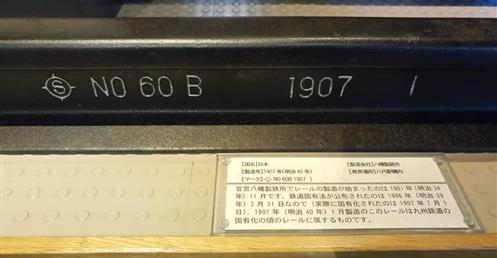 Ⓢ NO 60 B 1907 I
【国名】日本 【製造会社】八幡製鉄所
【製造年】1907年(明治40年) 【発見場所】八代駅構内
【マーク】Ⓢ NO 60B 1907 I
官営八幡製鉄所でレールの製造が始まったのは1901年(明治34
年)11月です。鉄道国有法が公布されたのは1906年(明治39
年)3月31日なので(実際に国有化されたのは1907年7月1
日)、1907年(明治40年)1月製造のこのレールは九州鉄道の
国有化の頃のレールに属するものです。